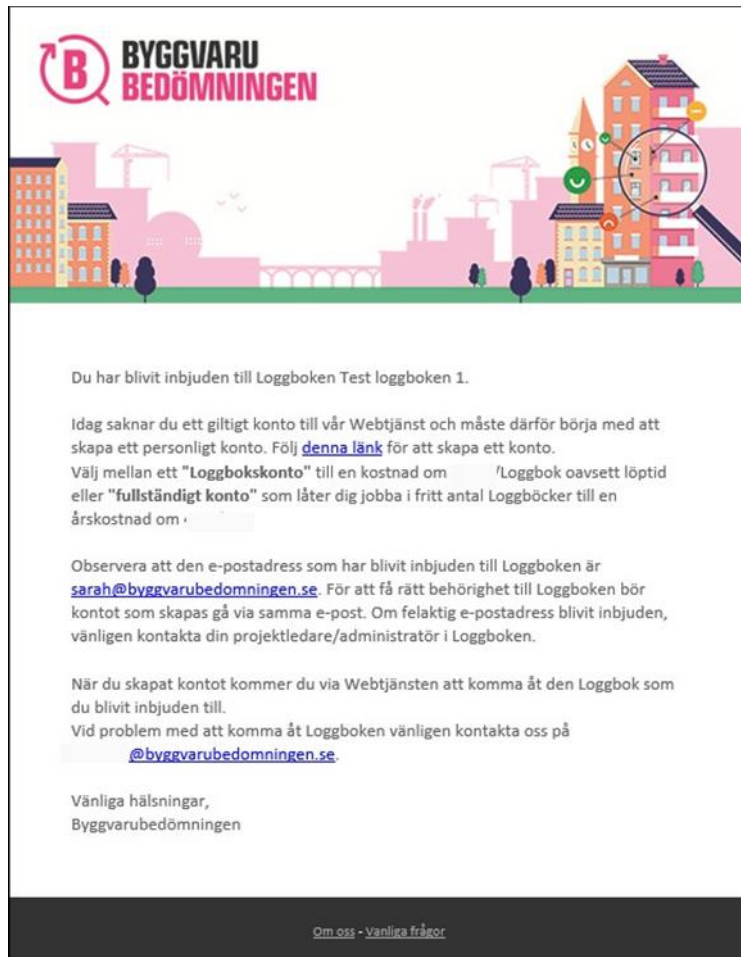 B
BYGGVARU
BEDÖMNINGEN
Du har blivit inbjuden till Loggboken Test loggboken 1.
Idag saknar du ett giltigt konto till vår Webtjänst och måste därför börja med att
skapa ett personligt konto. Följ denna länk för att skapa ett konto.
Välj mellan ett "Loggbokskonto" till en kostnad om /Loggbok oavsett löptid
eller "fullständigt konto" som låter dig jobba i fritt antal Loggböcker till en
årskostnad om
Observera att den e-postadress som har blivit inbjuden till Loggboken är
sarah@byggvarubedomningen.se. För att få rätt behörighet till Loggboken bör
kontot som skapas gå via samma e-post. Om felaktig e-postadress blivit inbjuden,
vänligen kontakta din projektledare/administratör i Loggboken.
När du skapat kontot kommer du via Webtjänsten att komma åt den Loggbok som
du blivit inbjuden till.
Vid problem med att komma åt Loggboken vänligen kontakta oss på
@byggvarubedomningen.se.
Vänliga hälsningar,
Byggvarubedömningen
Om oss - Vanliga frågor